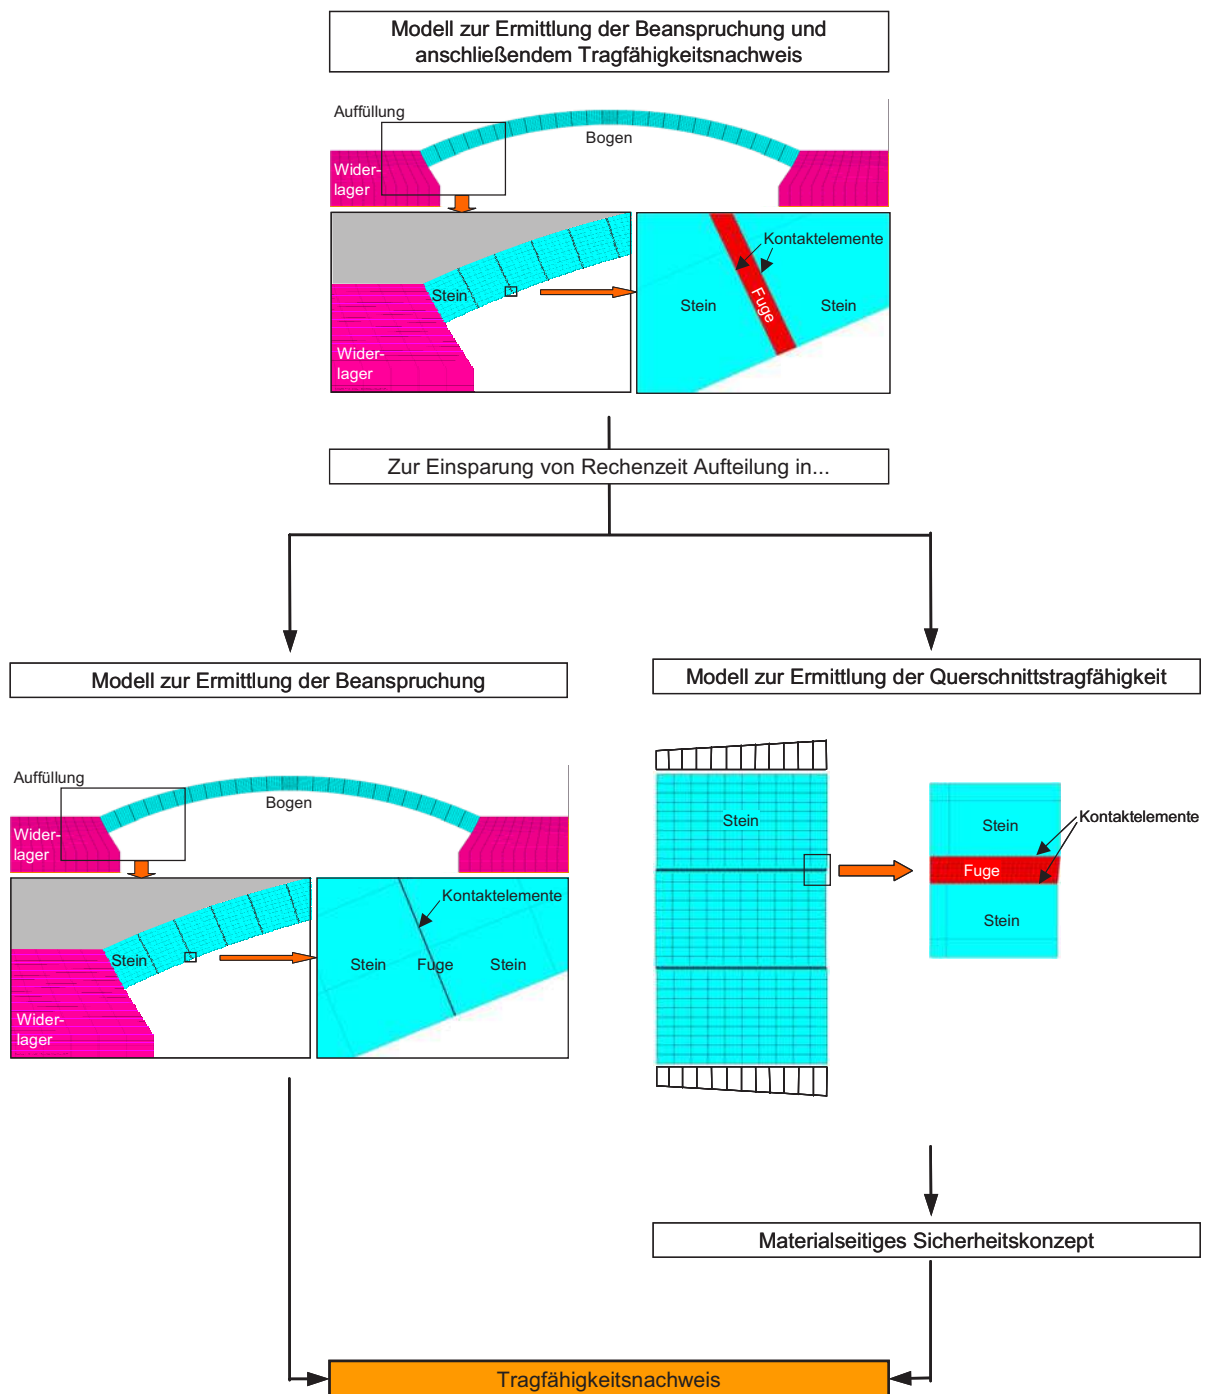 Modell zur Ermittlung der Beanspruchung und
anschließendem Tragfähigkeitsnachweis
Auffüllung
Bogen
Wider-
lager
Kontaktelemente
Stein
Stein
Fuge
Stein
Wider-
lager
Zur Einsparung von Rechenzeit Aufteilung in...
Modell zur Ermittlung der Beanspruchung
Auffüllung
Bogen
Wider-
lager
Kontaktelemente
Stein
Stein
Fuge
Stein
Wider-
lager
Modell zur Ermittlung der Querschnittstragfähigkeit
Stein
Stein
Kontaktelemente
Fuge
Stein
Materialseitiges Sicherheitskonzept
Tragfähigkeitsnachweis